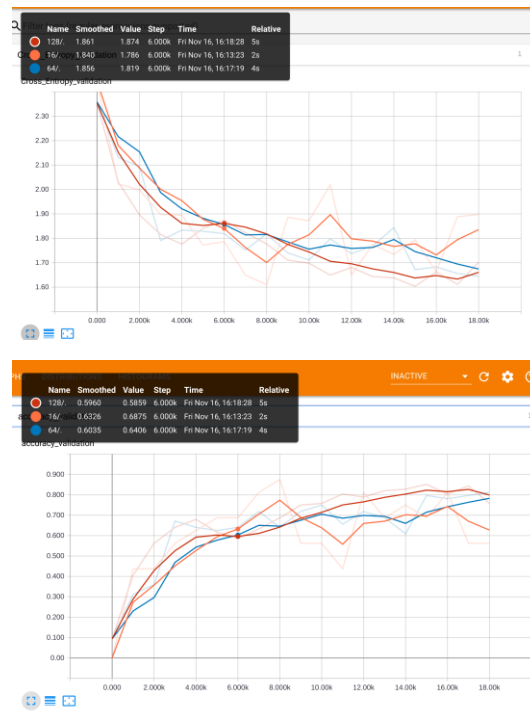 Name Smoothed Value Step Time Relative
128/. 1.861 1.874 6.000k Fri Nov 16, 16:18:28 5s
16/. 1.840 1.786 6.000k Fri Nov 16, 16:13:23 2s
64/. 1.856 1.819 6.000k Fri Nov 16, 16:17:19 4s
1
Cross_Entropy_validation
2.30
2.20
2.10
2.00
1.90
1.80
1.70
1.60
0.000 2.000k 4.000k 6.000k 8.000k 10.00k 12.00k 14.00k 16.00k 18.00k
INACTIVE
Name Smoothed Value Step Time Relative
128/. 0.5960 0.5859 6.000k Fri Nov 16, 16:18:28 5s
16/. 0.6326 0.6875 6.000k Fri Nov 16, 16:13:23 2s
64/. 0.6035 0.6406 6.000k Fri Nov 16, 16:17:19 4s
accuracy_validation
0.900
0.800
0.700
0.600
0.500
0.400
0.300
0.200
0.100
0.00
0.000 2.000k 4.000k 6.000k 8.000k 10.00k 12.00k 14.00k 16.00k 18.00k